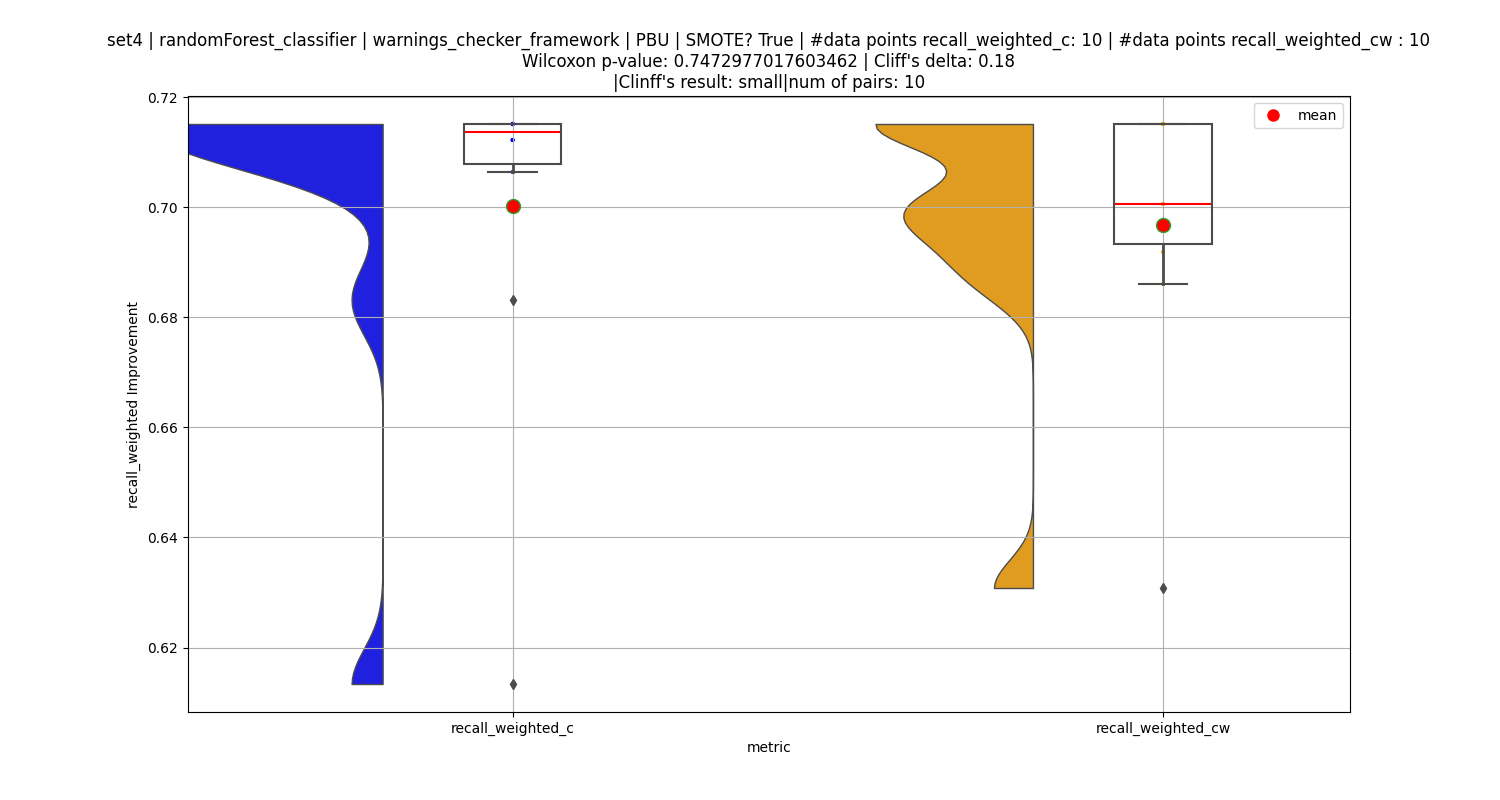 set4 | randomForest_classifier | warnings_checker_framework | PBU | SMOTE? True | #data points recall_weighted_c: 10 | #data points recall_weighted_cw : 10
Wilcoxon p-value: 0.7472977017603462 | Cliff's delta: 0.18
|Clinff's result: small|num of pairs: 10
mean
0.72
0.70
0.68
0.66
0.64
0.62
recall_weighted Improvement
recall_weighted_c
recall_weighted_cw
metric